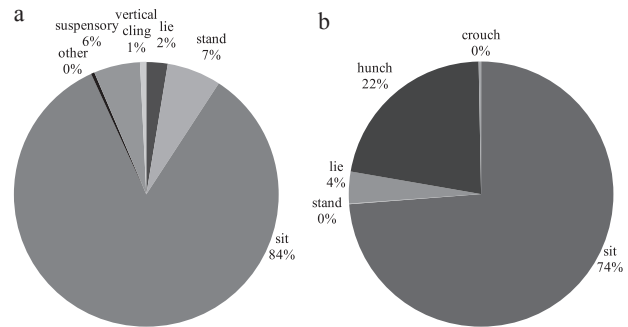 a
suspensory
6%
vertical
cling
1%
lie
2%
stand
7%
other
0%
sit
84%
b
crouch
0%
hunch
22%
lie
4%
stand
0%
sit
74%